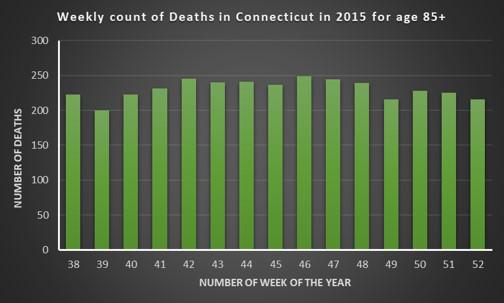 Weekly count of Deaths in Connecticut in 2015 for age 85+
NUMBER OF DEATHS
300
250
200
150
100
50
0
38 39 40 41 42 43 44 45 46 47 48 49 50 51 52
NUMBER OF WEEK OF THE YEAR